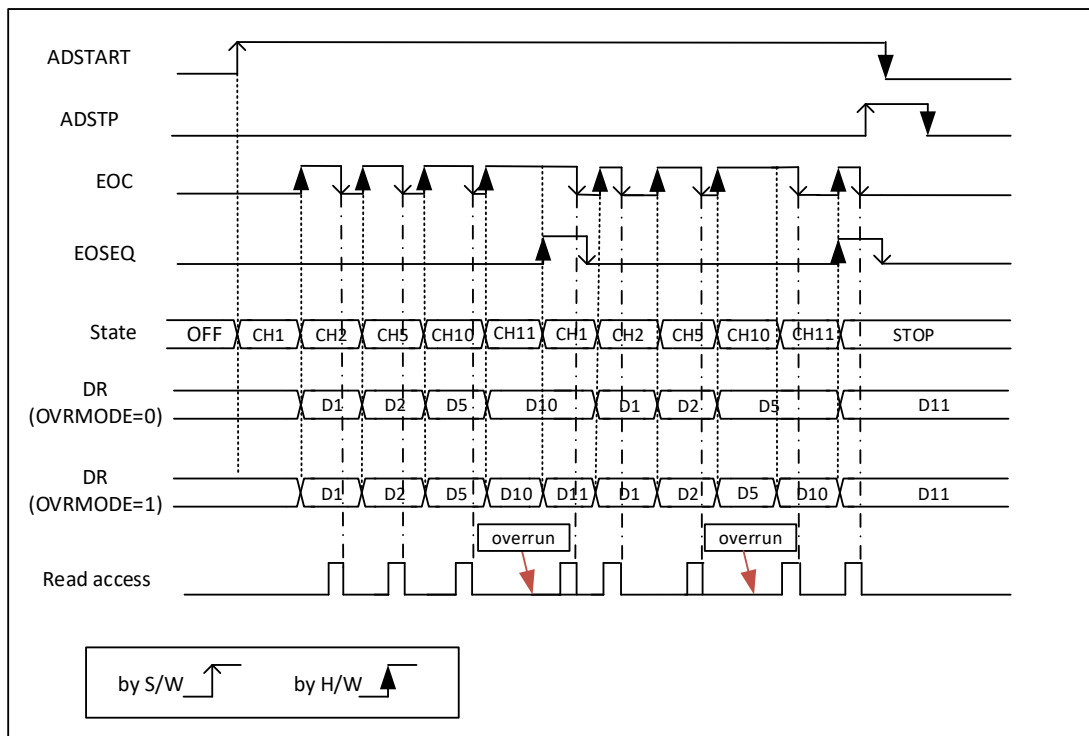 ADSTART
ADSTP
EOC
EOSEQ
State OFF CH1 CH2 CH5 CH10 CH11 CH1 CH2 CH5 CH10 CH11 STOP
DR
(OVRMODE=0) D1 D2 D5 D10 D1 D2 D5 D11
DR
(OVRMODE=1) D1 D2 D5 D10 D11 D1 D2 D5 D10 D11
overrun overrun
Read access
by S/W by H/W